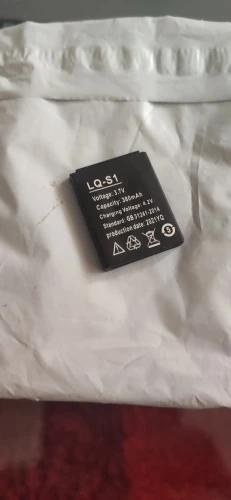 LQ-S1
Voltage: 3.7V
Capacity: 380mAh
Charging Voltage: 4.2V
Standard: GB 31241-2014
production date: 2021YQ